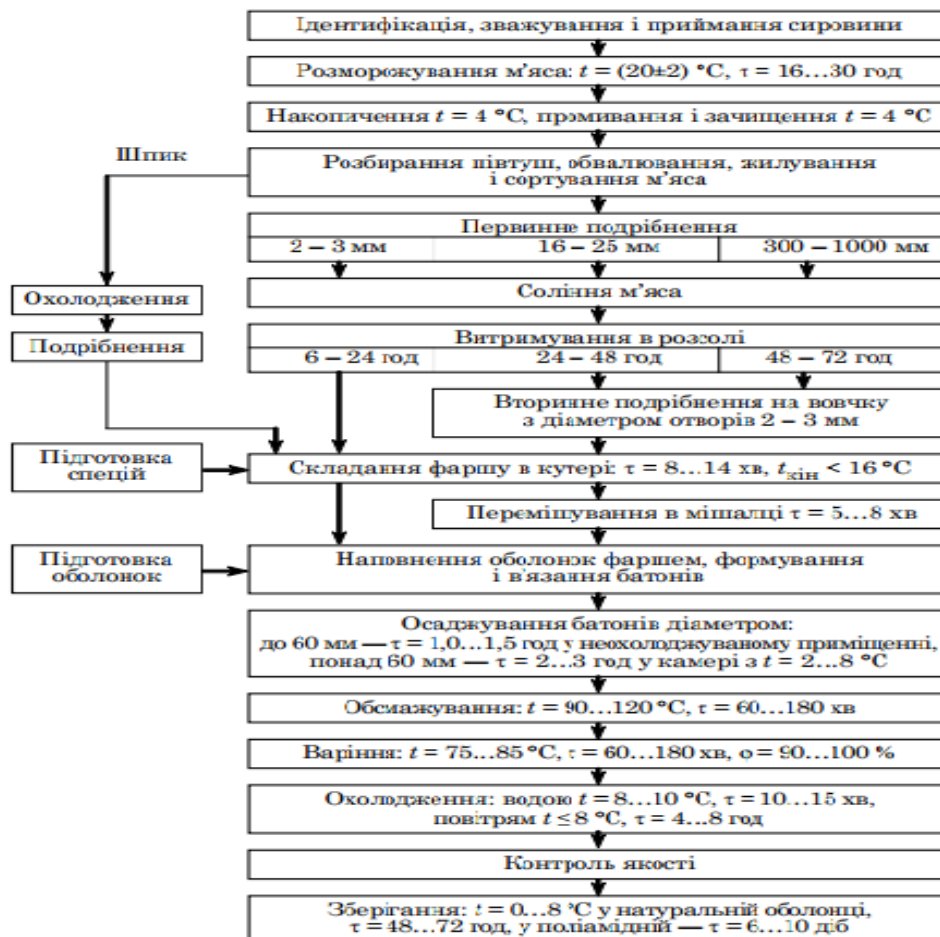 Ідентифікація, зважування і приймання сировини
Розморожування м'яса: t = (20±2) °C, τ = 16...30 год
Накопичення t = 4 °C, промивання і зачищення t = 4 °C
Шпик
Розбирання півтуш, обвалювання, жилування
і сортування м'яса
Первинне подрібнення
2 – 3 мм
16 – 25 мм
300 – 1000 мм
Охолодження
Соління м'яса
Подрібнення
Витримування в розсолі
6 – 24 год
24 – 48 год
48 – 72 год
Вторинне подрібнення на вовчку
з діаметром отворів 2 – 3 мм
Підготовка
спецій
Складання фаршу в кутері: τ = 8...14 хв, tкін < 16 °C
Перемішування в мішалці τ = 5...8 хв
Підготовка
оболонок
Наповнення оболонок фаршем, формування
і в'язання батонів
Осаджування батонів діаметром:
до 60 мм — τ = 1,0...1,5 год у неохолоджуваному приміщенні,
понад 60 мм — τ = 2...3 год у камері з t = 2...8 °C
Обсмажування: t = 90...120 °C, τ = 60...180 хв
Варіння: t = 75...85 °C, τ = 60...180 хв, φ = 90...100 %
Охолодження: водою t = 8...10 °C, τ = 10...15 хв,
повітрям t ≤ 8 °C, τ = 4...8 год
Контроль якості
Зберігання: t = 0...8 °C у натуральній оболонці,
τ = 48...72 год, у поліамідній — τ = 6...10 діб